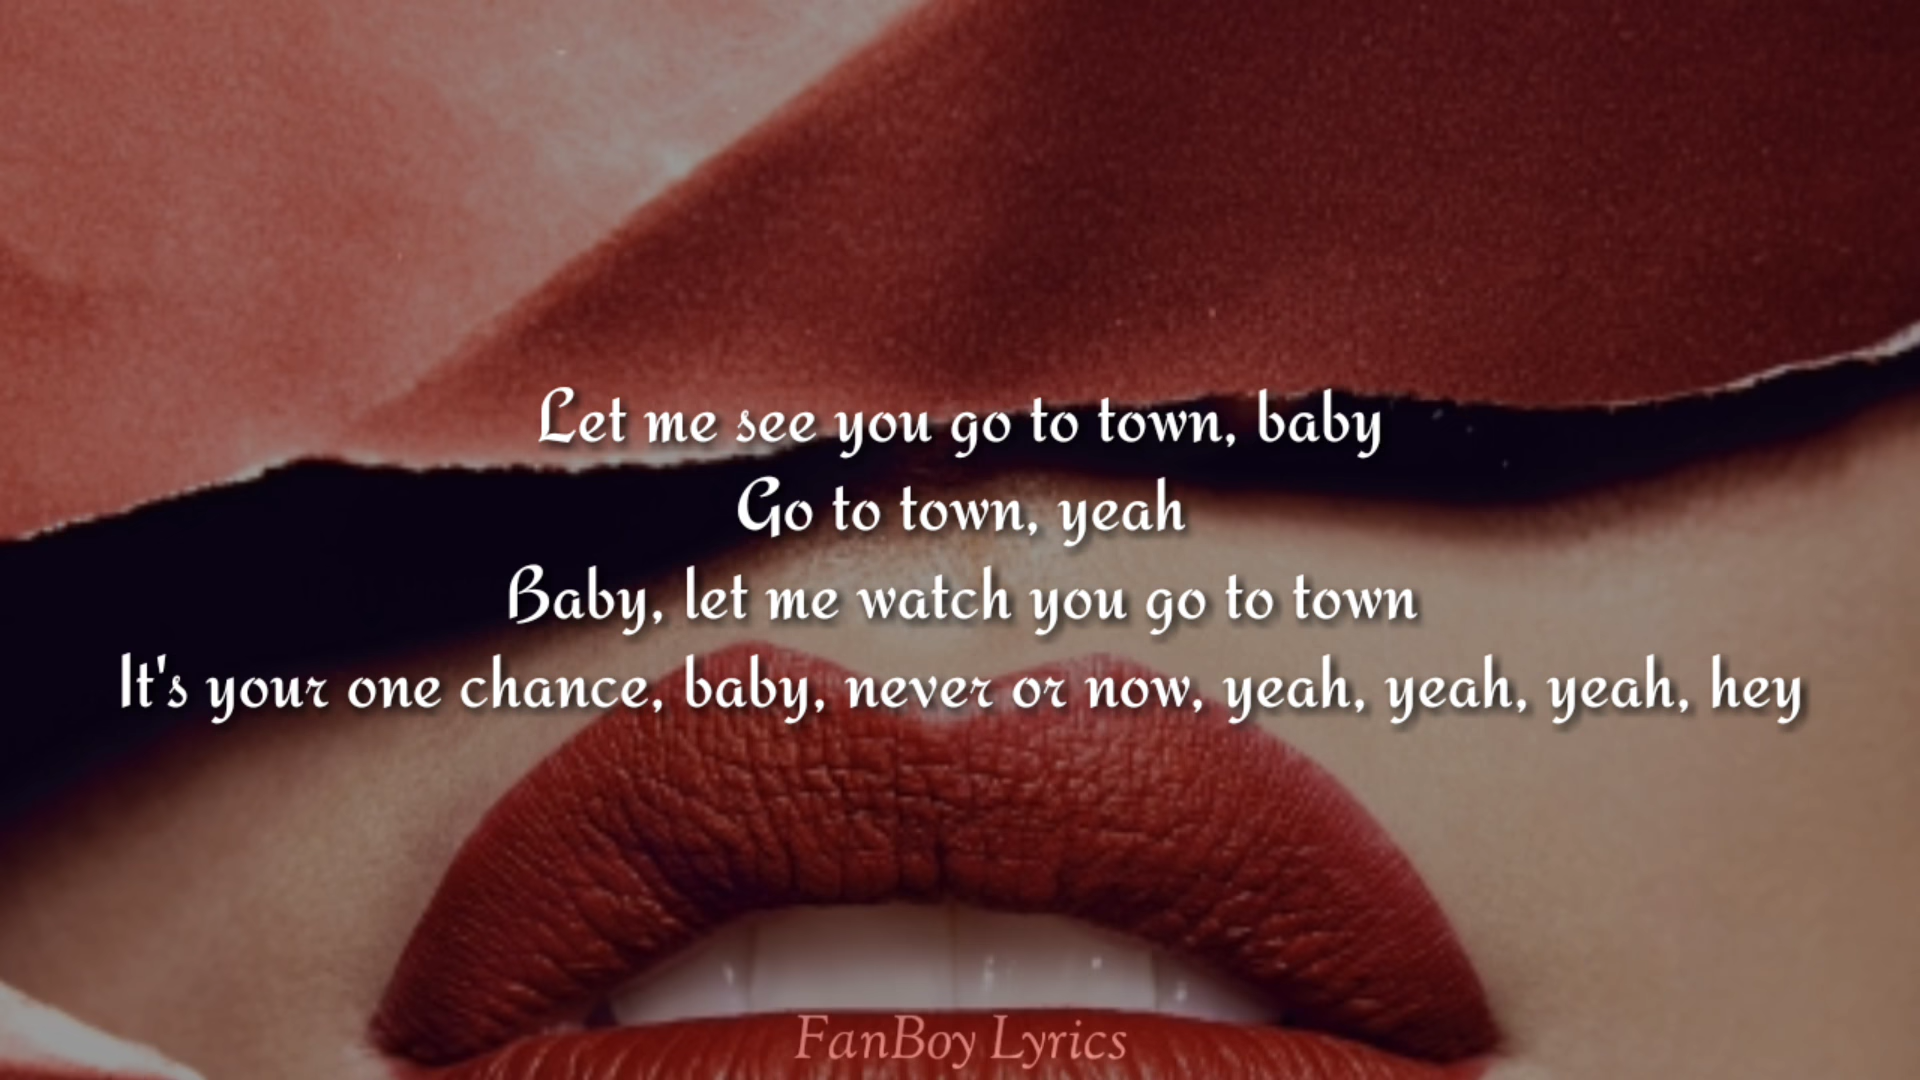 Let me see you go to town, baby
Go to town, yeah
Baby, let me watch you go to town
It's your one chance, baby, never or now, yeah, yeah, yeah, hey
FanBoy Lyrics